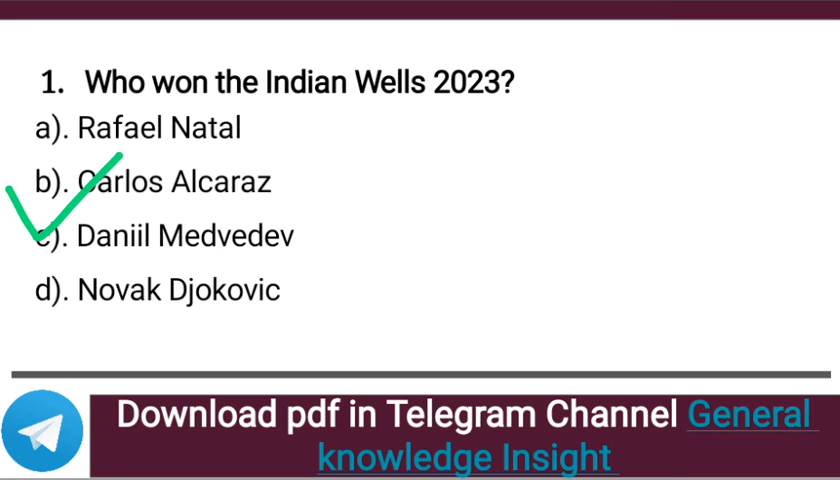 1. Who won the Indian Wells 2023?
a). Rafael Natal
b). Carlos Alcaraz
c). Daniil Medvedev
d). Novak Djokovic
Download pdf in Telegram Channel General
knowledge Insight